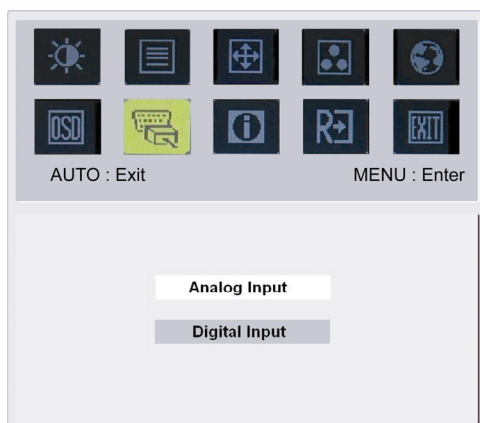 OSD i R EXIT
AUTO : Exit MENU : Enter
Analog Input
Digital Input